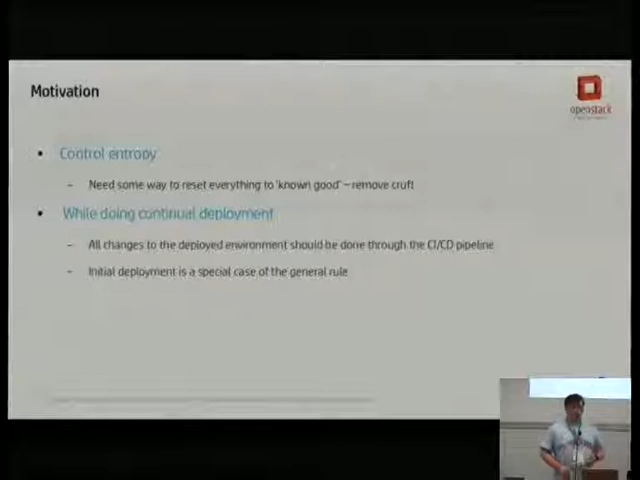 Motivation
openstack
• Control entropy
– Need some way to reset everything to 'known good' – remove cruft
• While doing continual deployment
– All changes to the deployed environment should be done through the CI/CD pipeline
– Initial deployment is a special case of the general rule